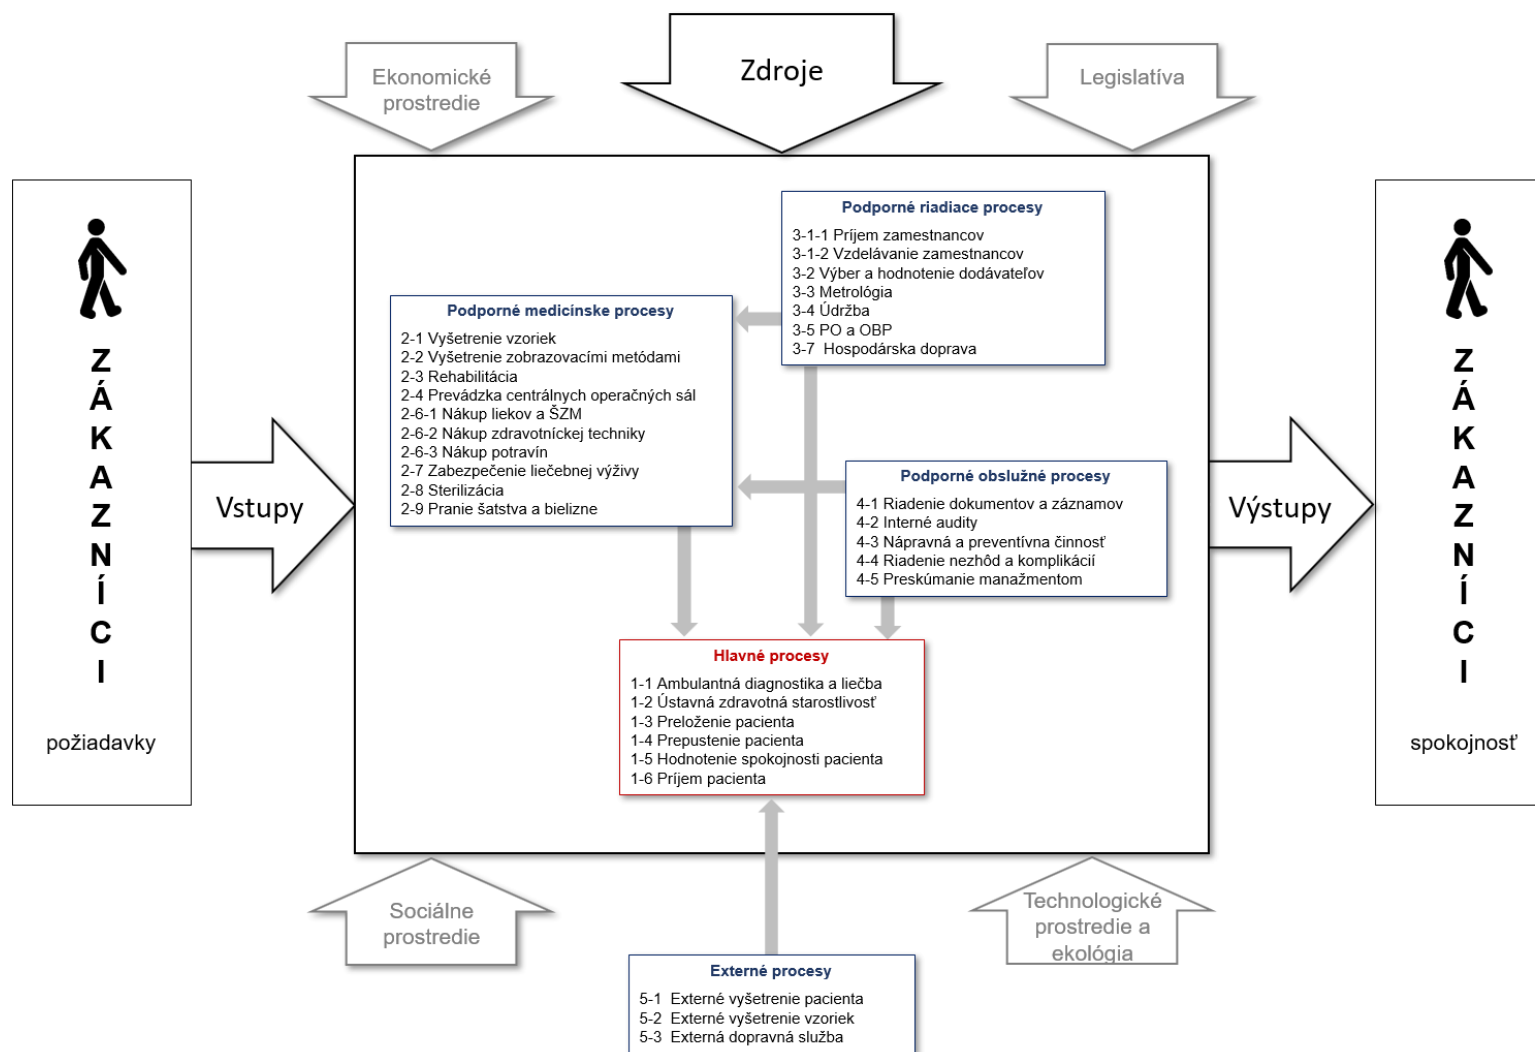 Ekonomické
prostredie
Zdroje
Legislatíva
ZÁKAZNÍCI
požiadavky
Vstupy
Podporné riadiace procesy
3-1-1 Príjem zamestnancov
3-1-2 Vzdelávanie zamestnancov
3-2 Výber a hodnotenie dodávateľov
3-3 Metrológia
3-4 Údržba
3-5 PO a OBP
3-7 Hospodárska doprava
Podporné medicínske procesy
2-1 Vyšetrenie vzoriek
2-2 Vyšetrenie zobrazovacími metódami
2-3 Rehabilitácia
2-4 Prevádzka centrálnych operačných sál
2-6-1 Nákup liekov a ŠZM
2-6-2 Nákup zdravotníckej techniky
2-6-3 Nákup potravín
2-7 Zabezpečenie liečebnej výživy
2-8 Sterilizácia
2-9 Pranie šatstva a bielizne
Podporné obslužné procesy
4-1 Riadenie dokumentov a záznamov
4-2 Interné audity
4-3 Nápravná a preventívna činnosť
4-4 Riadenie nezhôd a komplikácií
4-5 Preskúmanie manažmentom
Hlavné procesy
1-1 Ambulantná diagnostika a liečba
1-2 Ústavná zdravotná starostlivosť
1-3 Preloženie pacienta
1-4 Prepustenie pacienta
1-5 Hodnotenie spokojnosti pacienta
1-6 Príjem pacienta
Výstupy
ZÁKAZNÍCI
spokojnosť
Sociálne
prostredie
Technologické
prostredie a
ekológia
Externé procesy
5-1 Externé vyšetrenie pacienta
5-2 Externé vyšetrenie vzoriek
5-3 Externá dopravná služba